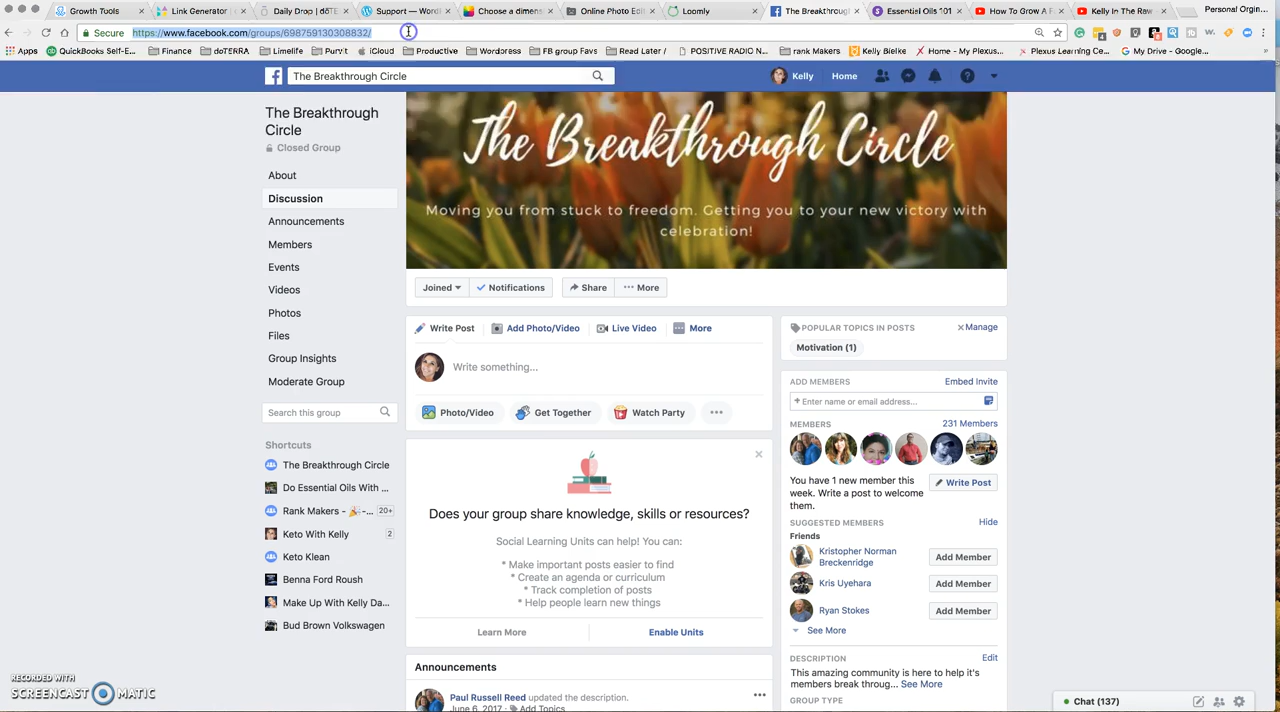 Growth Tools
Link Generator | 
Daily Drop | dōTE
Support — WordP
Choose a dimens
Online Photo Edi
Loomly
The Breakthroug
Essential Oils 101
How To Grow A F
Kelly In The Raw
Personal Orgin...
Secure
https://www.facebook.com/groups/698759130308832/
Apps
QuickBooks Self-E...
Finance
doTERRA
Limelife
Purvit
iCloud
Productive
Wordpress
FB group Favs
Read Later /
POSITIVE RADIO N...
rank Makers
Kelly Bielke
Home - My Plexus...
Plexus Learning Ce...
My Drive - Google...
The Breakthrough Circle
Kelly
Home
The Breakthrough
Circle
Closed Group
About
Discussion
Announcements
Members
Events
Videos
Photos
Files
Group Insights
Moderate Group
Search this group
Shortcuts
The Breakthrough Circle
Do Essential Oils With ...
Rank Makers - 🎉-... 20+
Keto With Kelly 2
Keto Klean
Benna Ford Roush
Make Up With Kelly Da...
Bud Brown Volkswagen
The Breakthrough Circle
Moving you from stuck to freedom. Getting you to your new victory with
celebration!
Joined
Notifications
Share
More
Write Post
Add Photo/Video
Live Video
More
Write something...
Photo/Video
Get Together
Watch Party
Does your group share knowledge, skills or resources?
Social Learning Units can help! You can:
* Make important posts easier to find
* Create an agenda or curriculum
* Track completion of posts
* Help people learn new things
Learn More
Enable Units
Announcements
Paul Russell Reed updated the description.
June 6, 2017 · Add Topics
POPULAR TOPICS IN POSTS
Manage
Motivation (1)
ADD MEMBERS
Embed Invite
+ Enter name or email address...
MEMBERS
231 Members
You have 1 new member this
week. Write a post to welcome
them.
Write Post
SUGGESTED MEMBERS
Hide
Friends
Kristopher Norman
Breckenridge
Add Member
Kris Uyehara
Add Member
Ryan Stokes
Add Member
See More
DESCRIPTION
Edit
This amazing community is here to help it's
members break throug... See More
GROUP TYPE
Chat (137)
RECORDED WITH
SCREENCAST MATIC